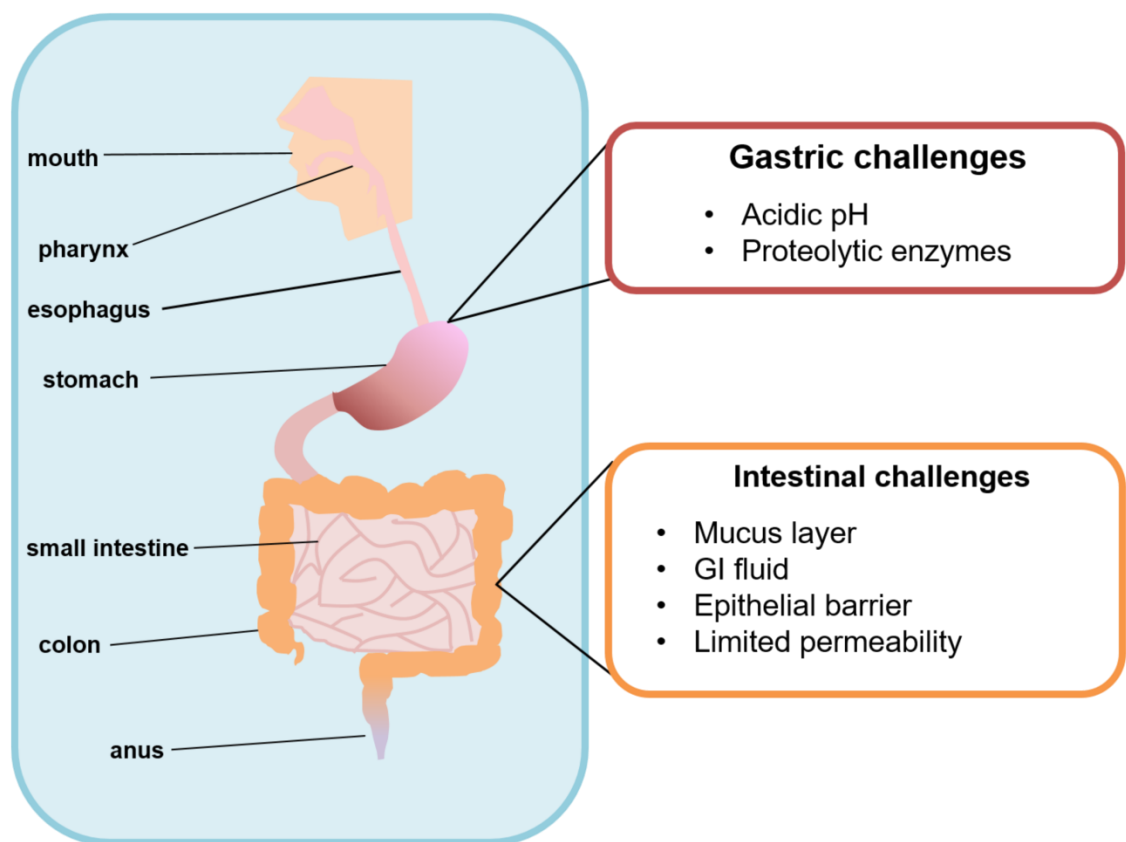 mouth
pharynx
esophagus
stomach
small intestine
colon
anus
Gastric challenges
• Acidic pH
• Proteolytic enzymes
Intestinal challenges
• Mucus layer
• GI fluid
• Epithelial barrier
• Limited permeability